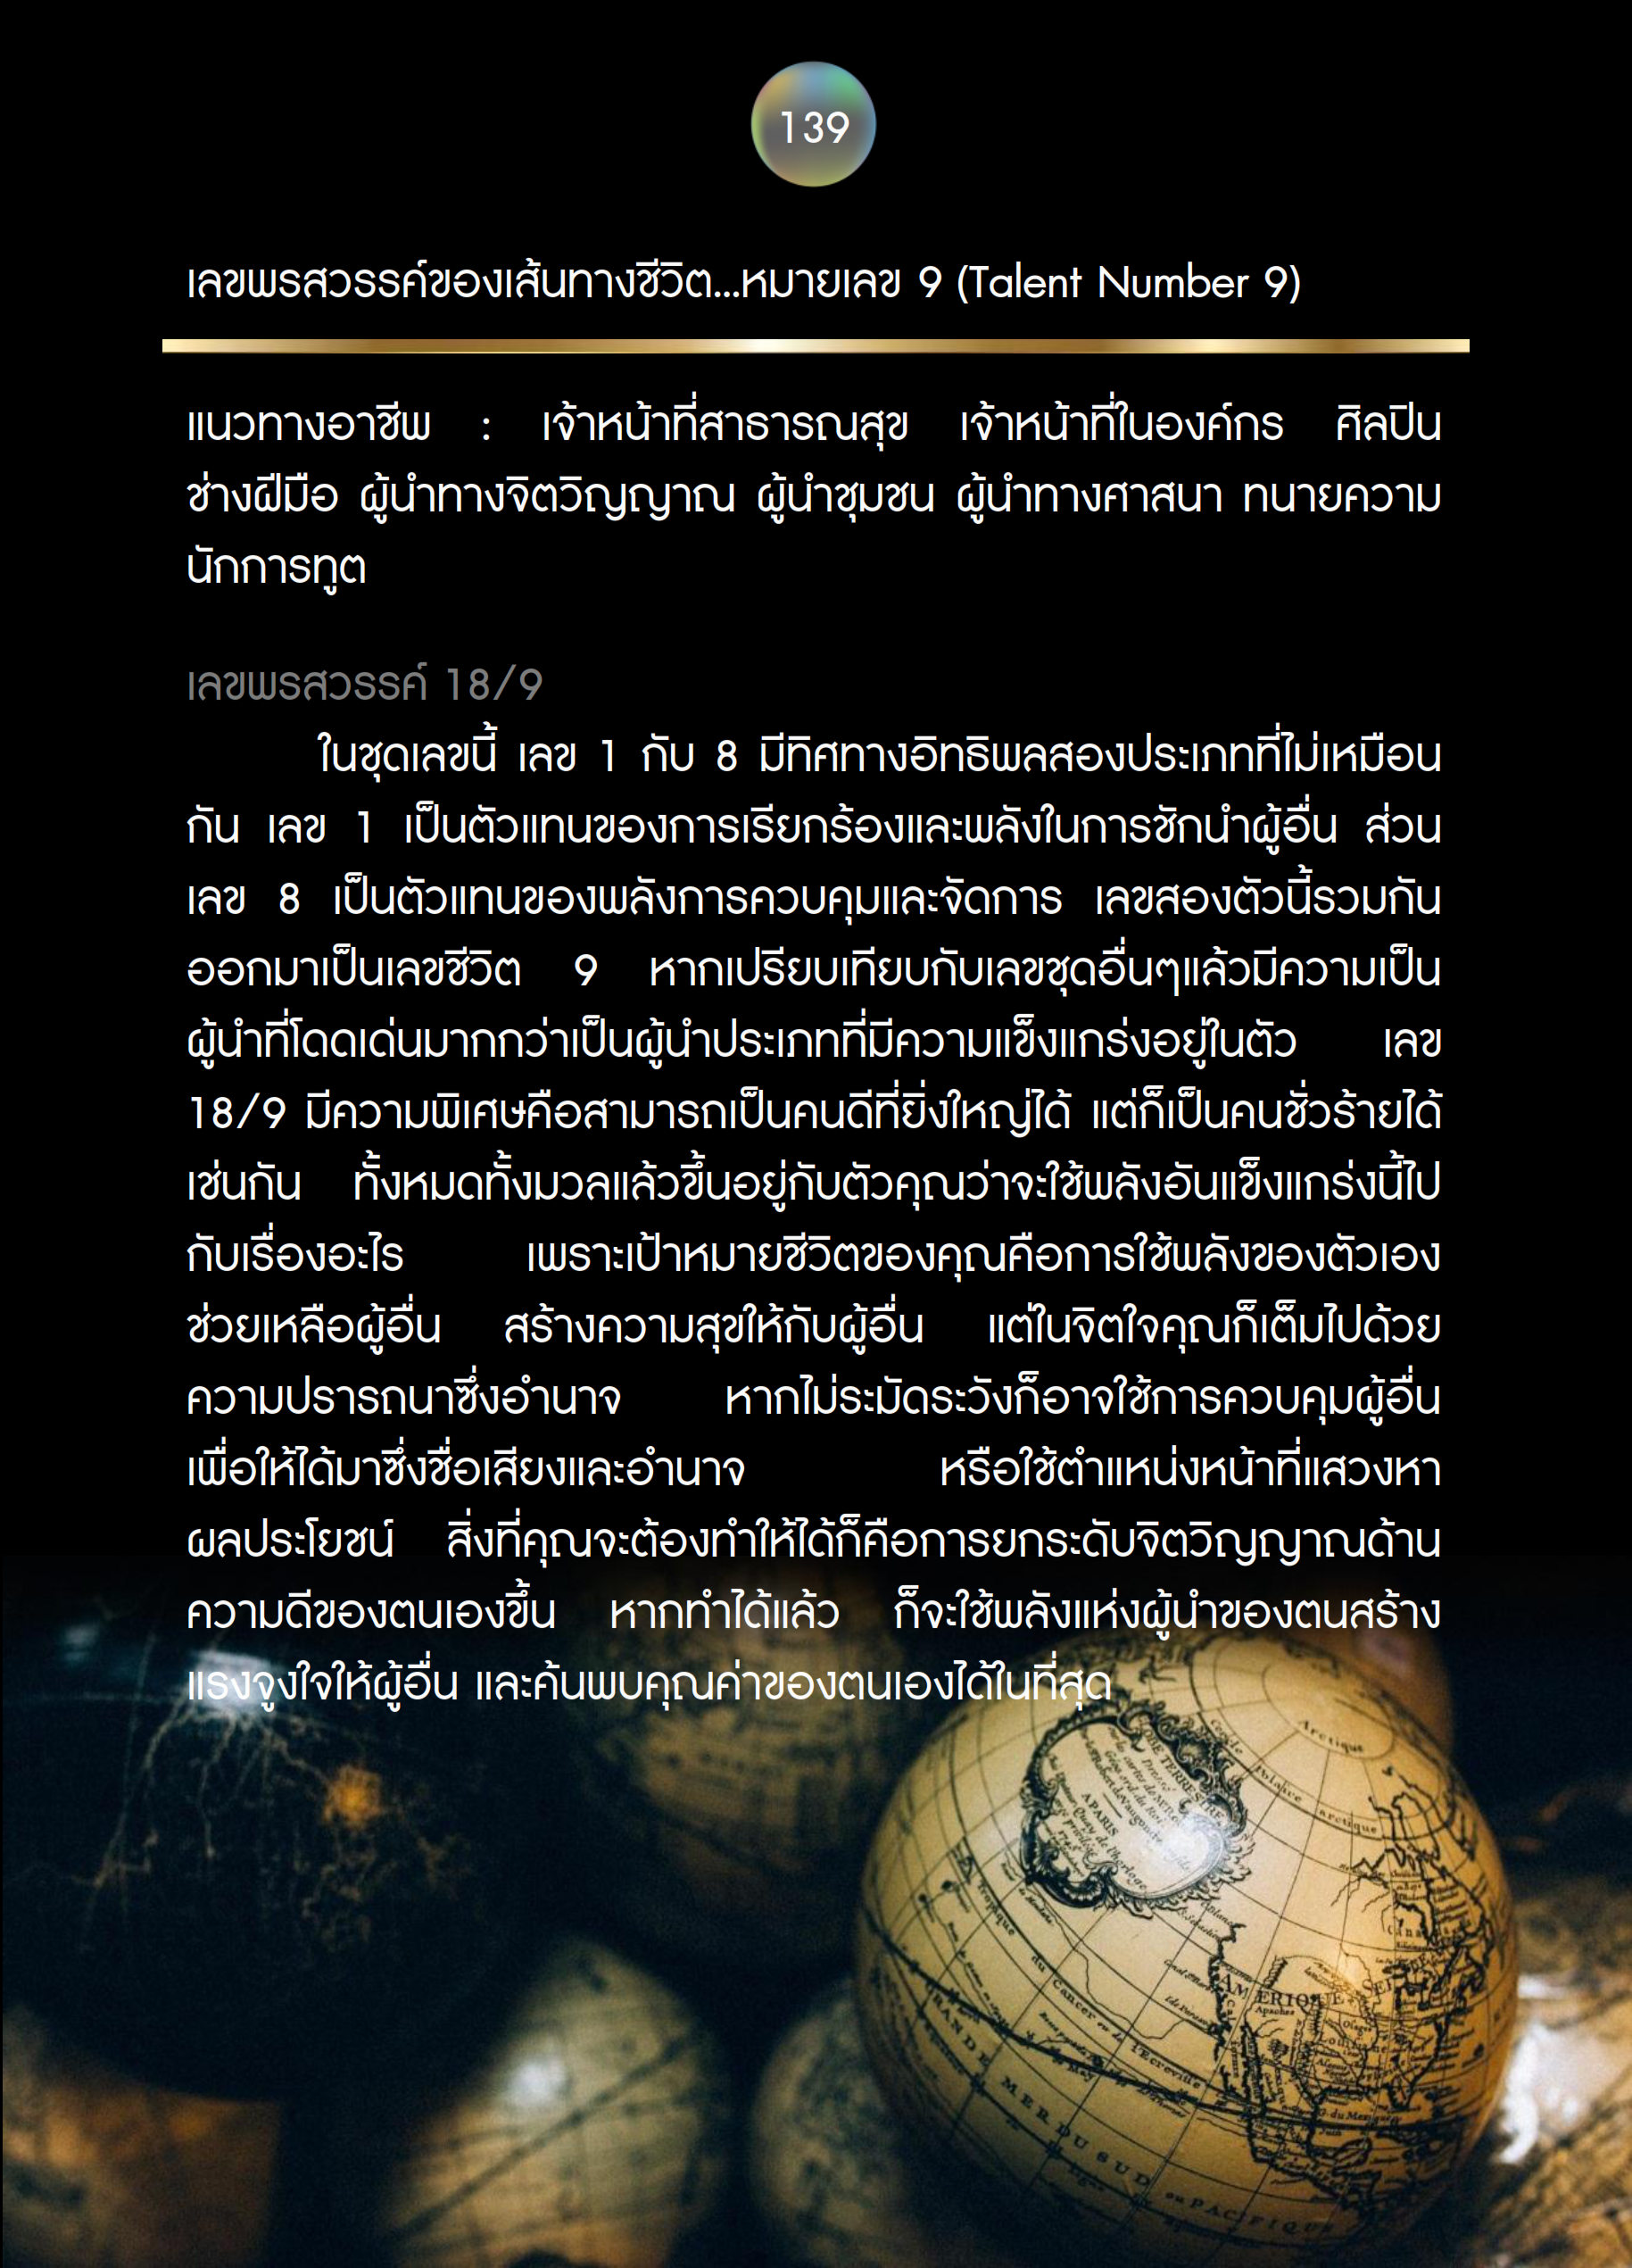 139
เลขพรสวรรค์ของเส้นทางชีวิต...หมายเลข 9 (Talent Number 9)
แนวทางอาชีพ : เจ้าหน้าที่สาธารณสุข เจ้าหน้าที่ในองค์กร ศิลปิน
ช่างฝีมือ ผู้นำทางจิตวิญญาณ ผู้นำชุมชน ผู้นำทางศาสนา ทนายความ
นักการทูต
เลขพรสวรรค์ 18/9
ในชุดเลขนี้ เลข 1 กับ 8 มีทิศทางอิทธิพลสองประเภทที่ไม่เหมือน
กัน เลข 1 เป็นตัวแทนของการเรียกร้องและพลังในการชักนำผู้อื่น ส่วน
เลข 8 เป็นตัวแทนของพลังการควบคุมและจัดการ เลขสองตัวนี้รวมกัน
ออกมาเป็นเลขชีวิต 9 หากเปรียบเทียบกับเลขชุดอื่นๆแล้วมีความเป็น
ผู้นำที่โดดเด่นมากกว่าเป็นผู้นำประเภทที่มีความแข็งแกร่งอยู่ในตัว เลข
18/9 มีความพิเศษคือสามารถเป็นคนดีที่ยิ่งใหญ่ได้ แต่ก็เป็นคนชั่วร้ายได้
เช่นกัน ทั้งหมดทั้งมวลแล้วขึ้นอยู่กับตัวคุณว่าจะใช้พลังอันแข็งแกร่งนี้ไป
กับเรื่องอะไร เพราะเป้าหมายชีวิตของคุณคือการใช้พลังของตัวเอง
ช่วยเหลือผู้อื่น สร้างความสุขให้กับผู้อื่น แต่ในจิตใจคุณก็เต็มไปด้วย
ความปรารถนาซึ่งอำนาจ หากไม่ระมัดระวังก็อาจใช้การควบคุมผู้อื่น
เพื่อให้ได้มาซึ่งชื่อเสียงและอำนาจ หรือใช้ตำแหน่งหน้าที่แสวงหา
ผลประโยชน์ สิ่งที่คุณจะต้องทำให้ได้ก็คือการยกระดับจิตวิญญาณด้าน
ความดีของตนเองขึ้น หากทำได้แล้ว ก็จะใช้พลังแห่งผู้นำของตนสร้าง
แรงจูงใจให้ผู้อื่น และค้นพบคุณค่าของตนเองได้ในที่สุด
Arctique
GLOBE TERRESTRE
A PARIS
AMERIQUE SEP
Apaches
GRANDE MER DU SUD
ou PACIFIQUE